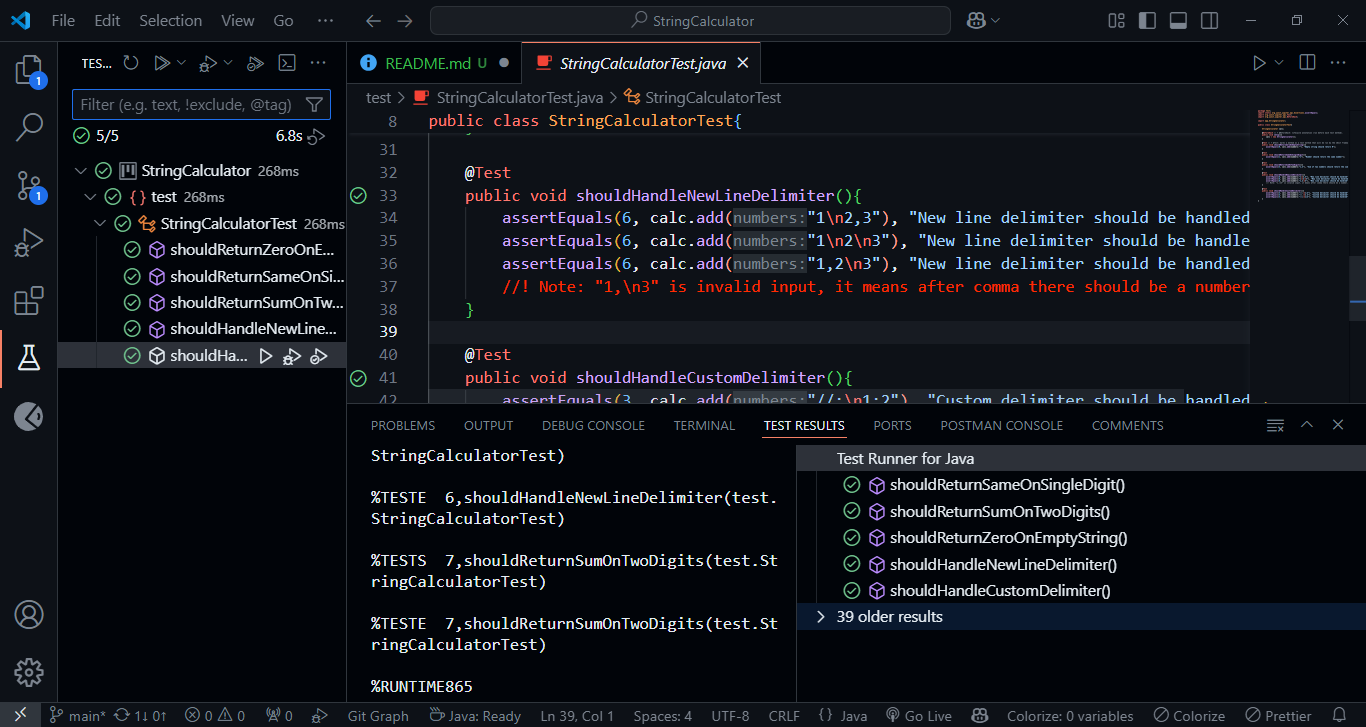 File Edit Selection View Go ··· StringCalculator
TES... ···
Filter (e.g. text, !exclude, @tag)
5/5 6.8s
StringCalculator 268ms
{ } test 268ms
StringCalculatorTest 268ms
shouldReturnZeroOnE...
shouldReturnSameOnSi...
shouldReturnSumOnTw...
shouldHandleNewLine...
shouldHa...
1
1
README.md U ● StringCalculatorTest.java ×
test > StringCalculatorTest.java > StringCalculatorTest
8 public class StringCalculatorTest{
31
32 @Test
33 public void shouldHandleNewLineDelimiter(){
34 assertEquals(6, calc.add(numbers:"1\n2,3"), "New line delimiter should be handled
35 assertEquals(6, calc.add(numbers:"1\n2\n3"), "New line delimiter should be handle
36 assertEquals(6, calc.add(numbers:"1,2\n3"), "New line delimiter should be handled
37 //! Note: "1,\n3" is invalid input, it means after comma there should be a number
38 }
39
40 @Test
41 public void shouldHandleCustomDelimiter(){
42 assertEquals(3, calc.add(numbers:"//;\n1;2"), "Custom delimiter should be handled
PROBLEMS OUTPUT DEBUG CONSOLE TERMINAL TEST RESULTS PORTS POSTMAN CONSOLE COMMENTS
StringCalculatorTest)
%TESTE 6,shouldHandleNewLineDelimiter(test.
StringCalculatorTest)
%TESTS 7,shouldReturnSumOnTwoDigits(test.St
ringCalculatorTest)
%TESTE 7,shouldReturnSumOnTwoDigits(test.St
ringCalculatorTest)
%RUNTIME865
Test Runner for Java
shouldReturnSameOnSingleDigit()
shouldReturnSumOnTwoDigits()
shouldReturnZeroOnEmptyString()
shouldHandleNewLineDelimiter()
shouldHandleCustomDelimiter()
39 older results
main* 1↓ 0↑ 0 0 0 Git Graph Java: Ready Ln 39, Col 1 Spaces: 4 UTF-8 CRLF { } Java Go Live Colorize: 0 variables Colorize Prettier